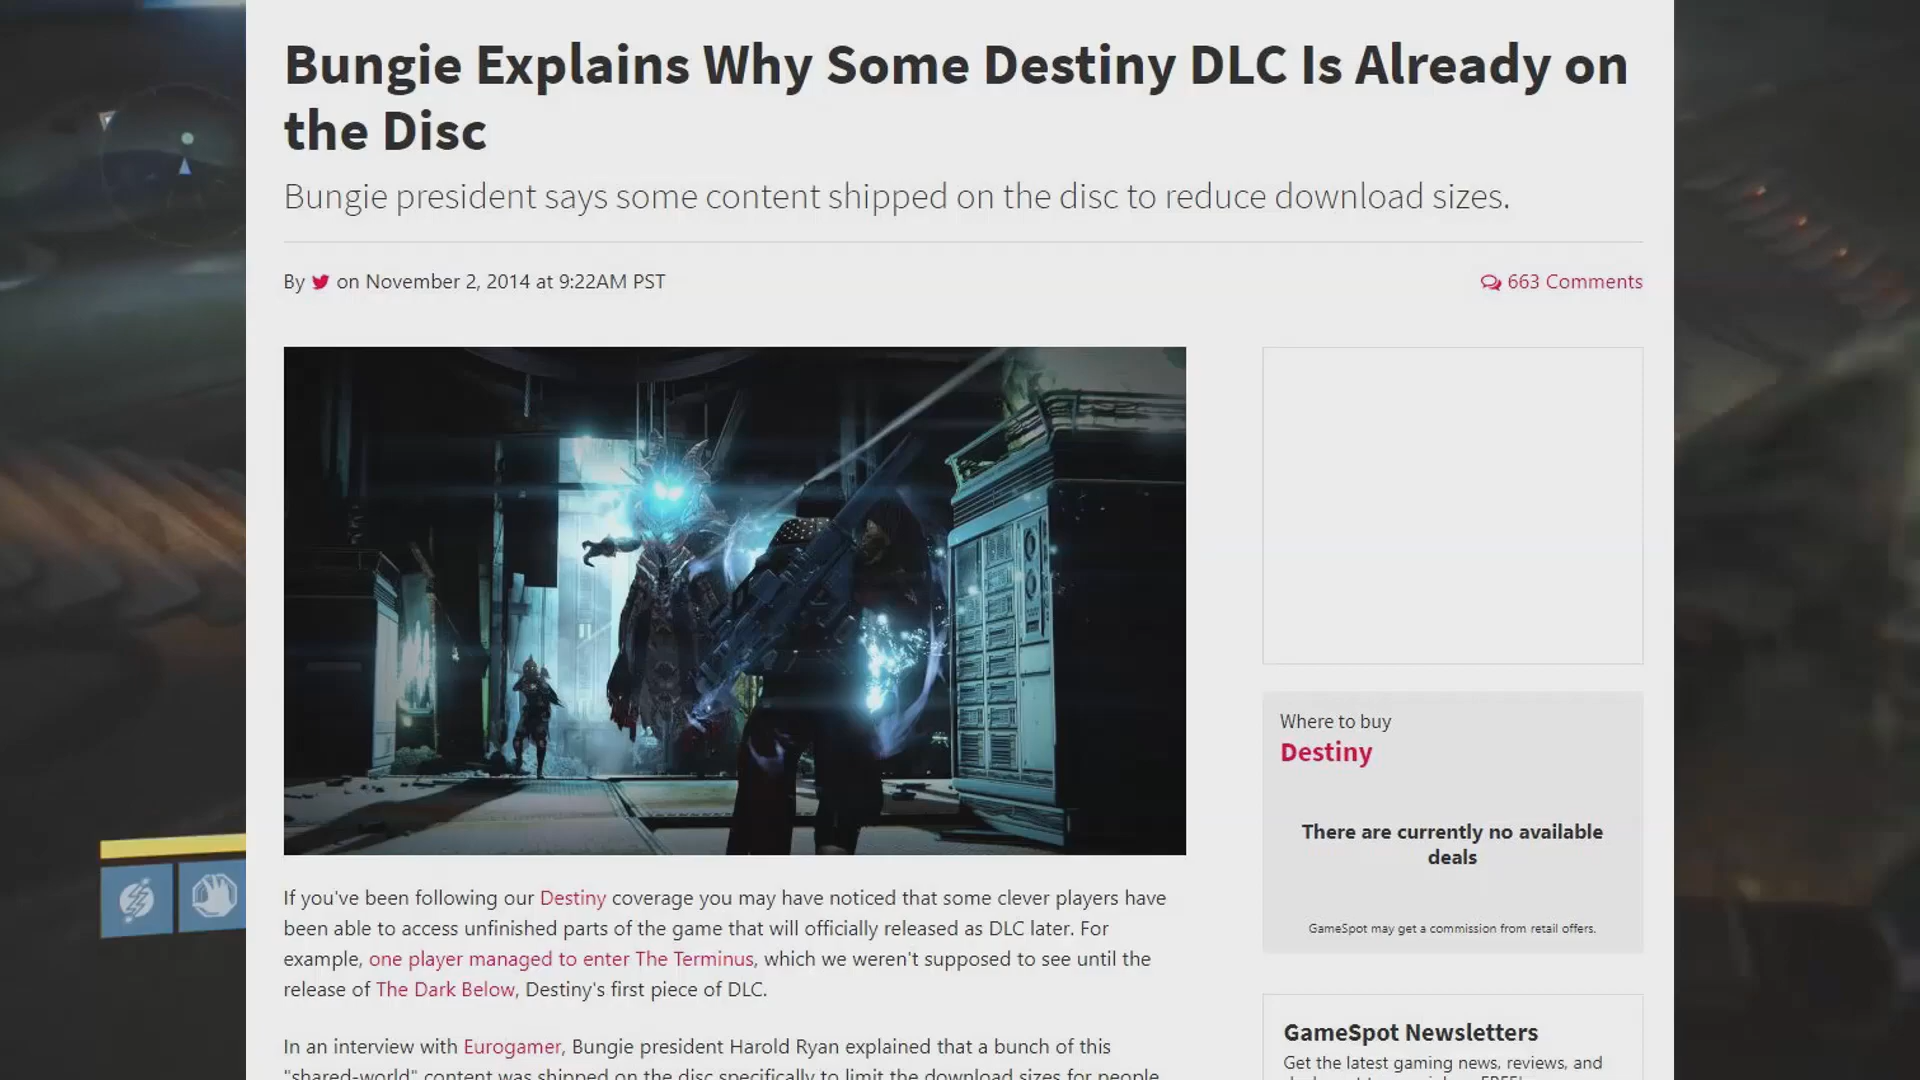 Bungie Explains Why Some Destiny DLC Is Already on
the Disc
Bungie president says some content shipped on the disc to reduce download sizes.
By on November 2, 2014 at 9:22AM PST
663 Comments
If you've been following our Destiny coverage you may have noticed that some clever players have
been able to access unfinished parts of the game that will officially released as DLC later. For
example, one player managed to enter The Terminus, which we weren't supposed to see until the
release of The Dark Below, Destiny's first piece of DLC.
In an interview with Eurogamer, Bungie president Harold Ryan explained that a bunch of this
"shared-world" content was shipped on the disc specifically to limit the download sizes for people
Where to buy
Destiny
There are currently no available
deals
GameSpot may get a commission from retail offers.
GameSpot Newsletters
Get the latest gaming news, reviews, and